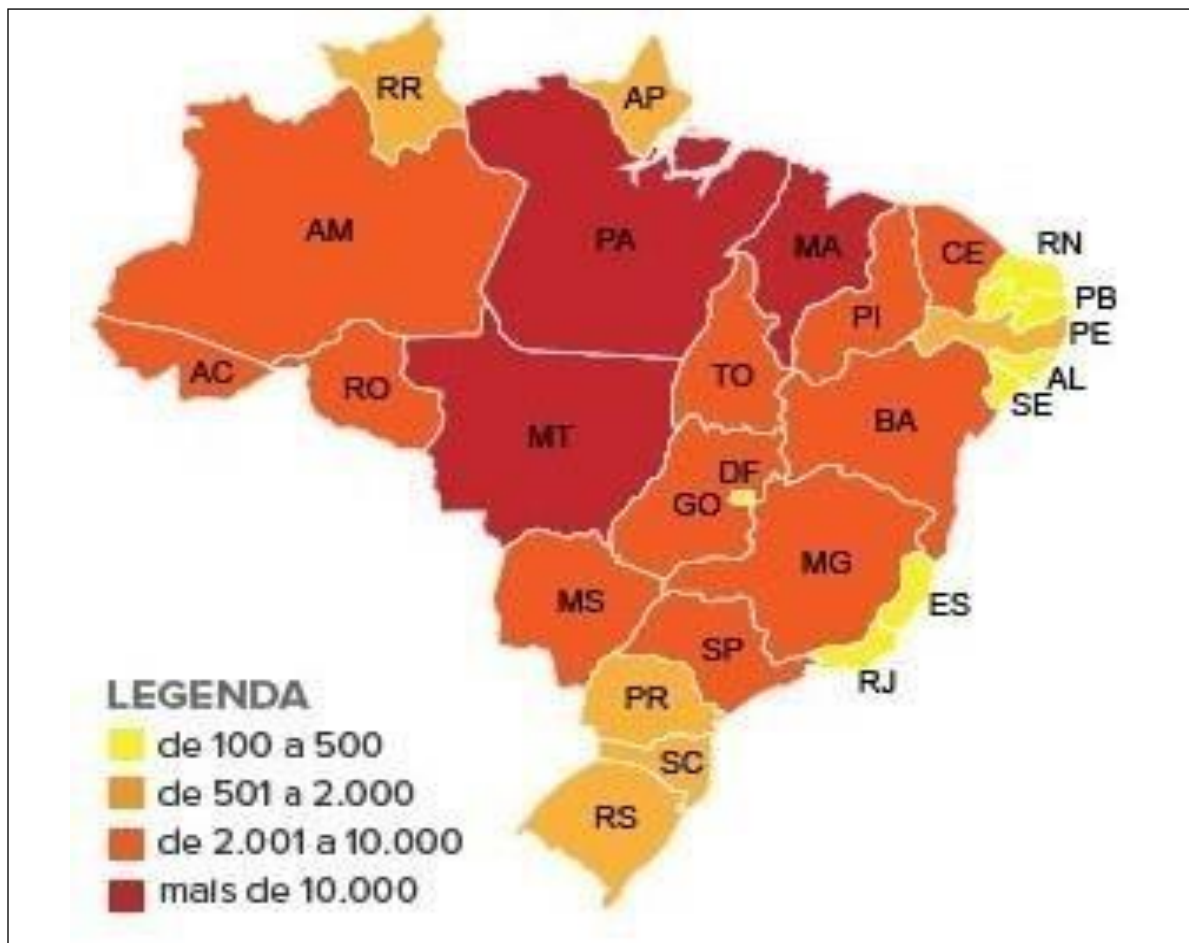 RR
AP
AM
PA
MA
CE
RN
PB
PI
PE
AC
RO
TO
AL
SE
BA
MT
DF
GO
MG
MS
ES
SP
RJ
PR
SC
RS
LEGENDA
de 100 a 500
de 501 a 2.000
de 2.001 a 10.000
mais de 10.000